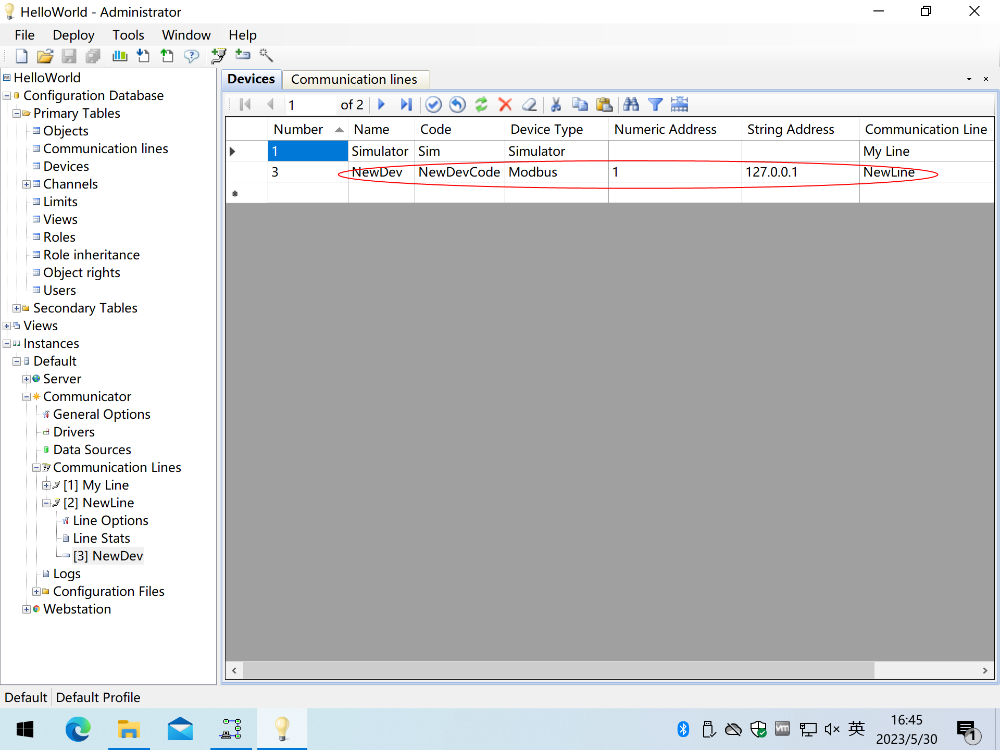 HelloWorld - Administrator
File Deploy Tools Window Help
HelloWorld
Configuration Database
Primary Tables
Objects
Communication lines
Devices
Channels
Limits
Views
Roles
Role inheritance
Object rights
Users
Secondary Tables
Views
Instances
Default
Server
Communicator
General Options
Drivers
Data Sources
Communication Lines
[1] My Line
[2] NewLine
Line Options
Line Stats
[3] NewDev
Logs
Configuration Files
Webstation
Devices Communication lines
1 of 2
Number Name Code Device Type Numeric Address String Address Communication Line
1 Simulator Sim Simulator My Line
3 NewDev NewDevCode Modbus 1 127.0.0.1 NewLine
Default Default Profile
vm 英 16:45
2023/5/30
1